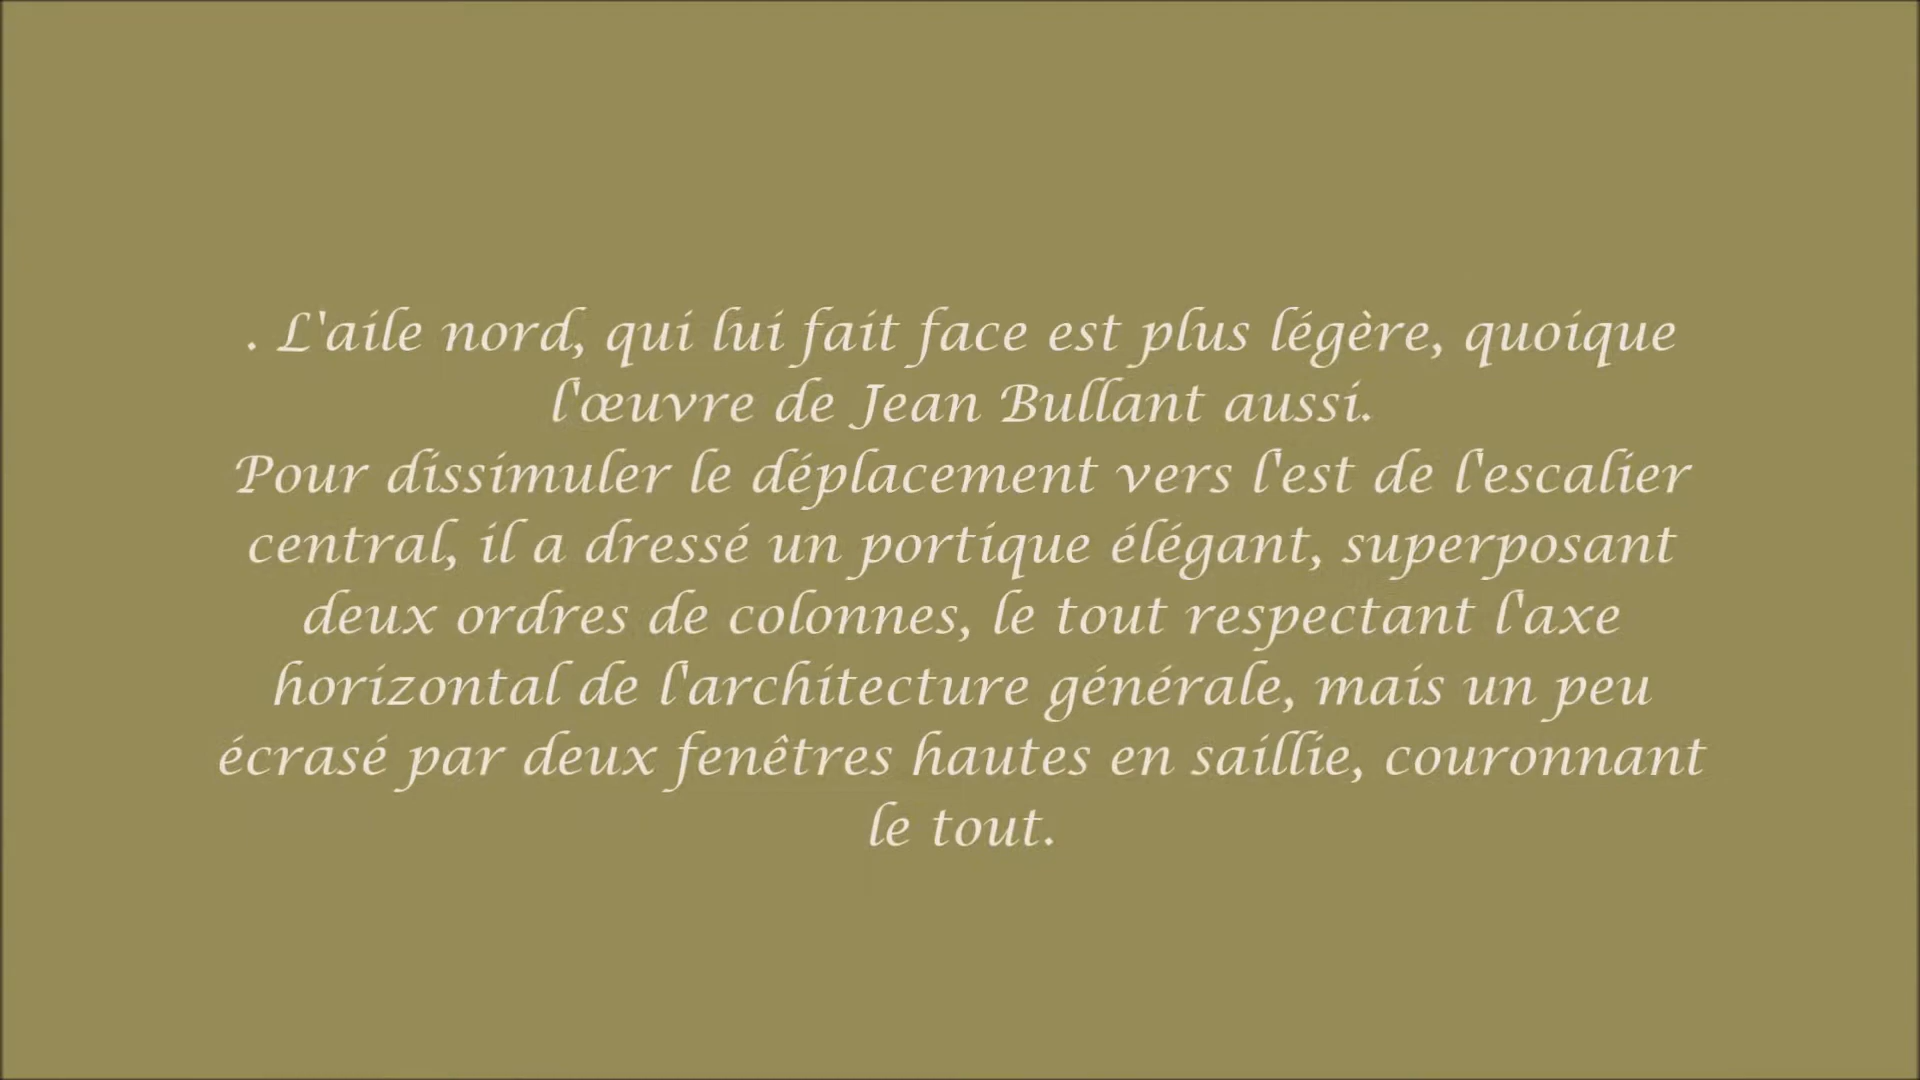 . L'aile nord, qui lui fait face est plus légère, quoique
l'œuvre de Jean Bullant aussi.
Pour dissimuler le déplacement vers l'est de l'escalier
central, il a dressé un portique élégant, superposant
deux ordres de colonnes, le tout respectant l'axe
horizontal de l'architecture générale, mais un peu
écrasé par deux fenêtres hautes en saillie, couronnant
le tout.